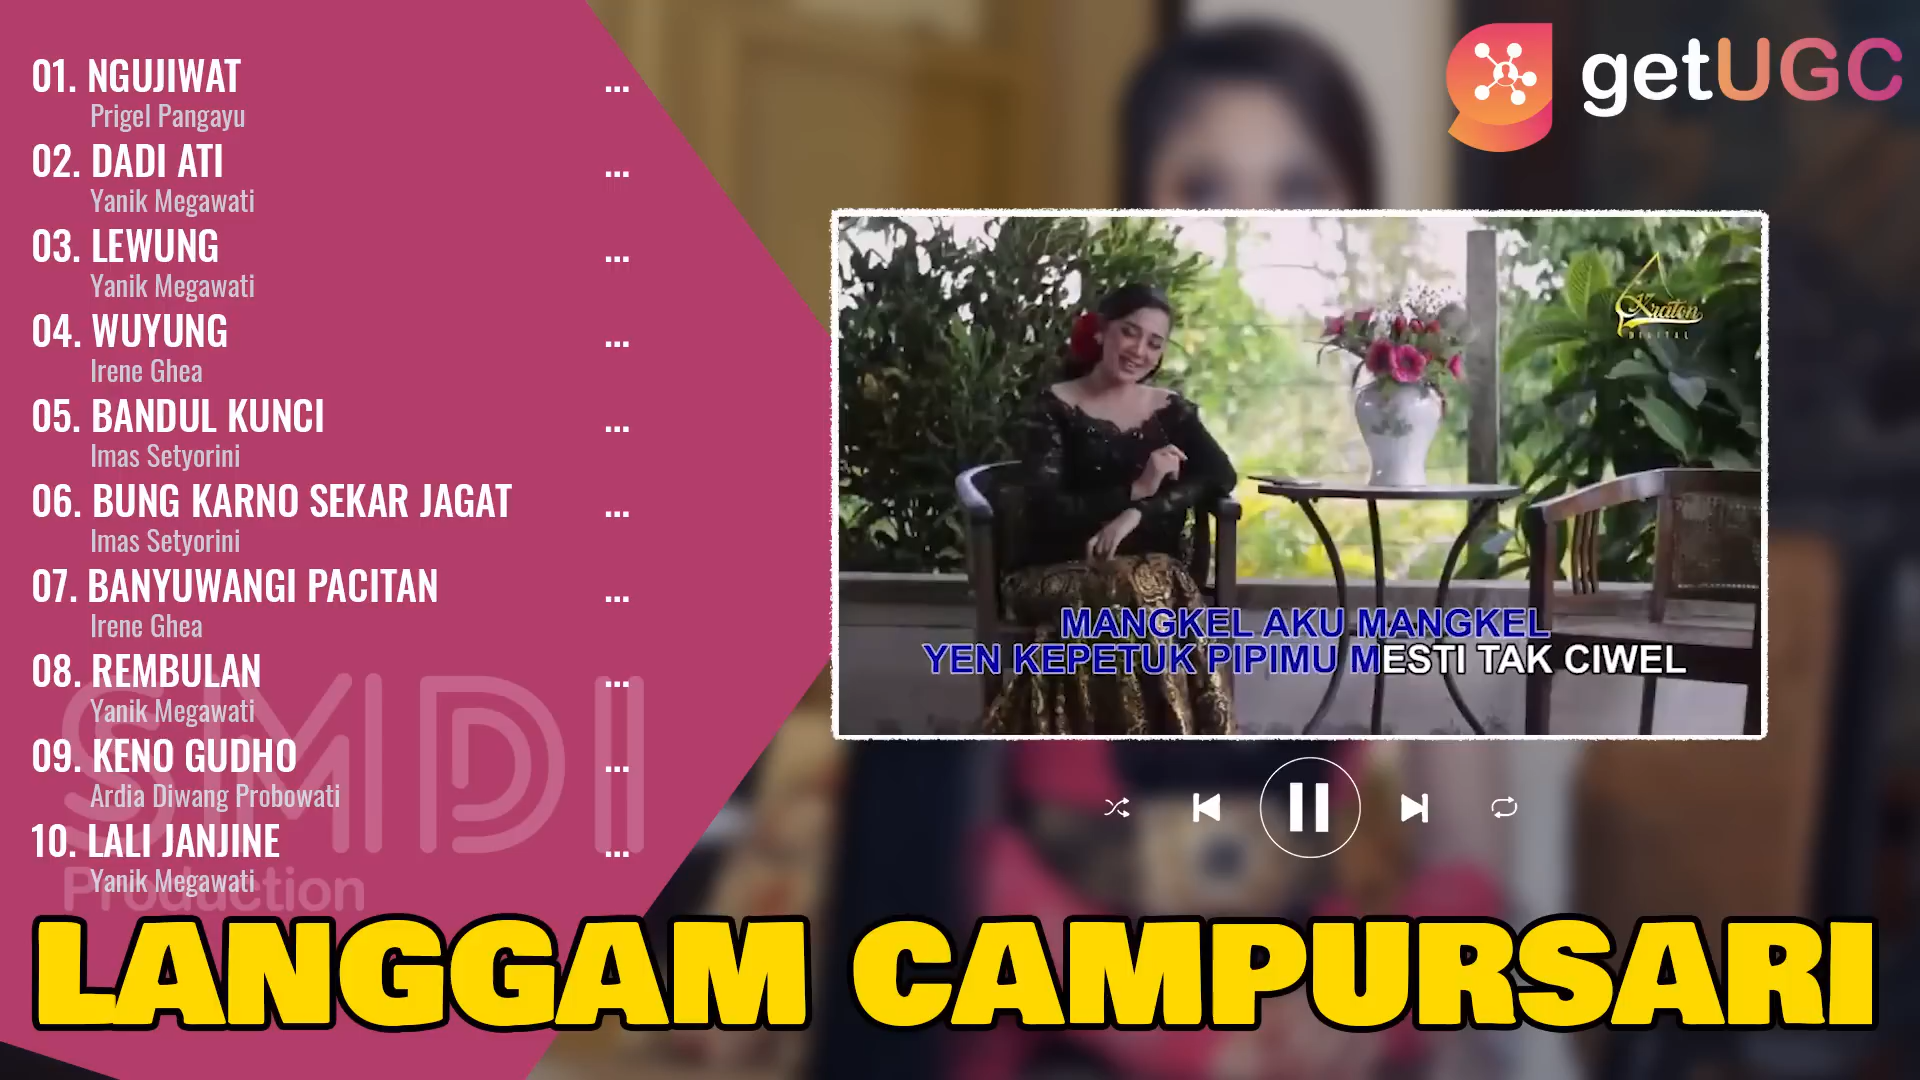 01. NGUJIWAT ...
Prigel Pangayu
02. DADI ATI ...
Yanik Megawati
03. LEWUNG ...
Yanik Megawati
04. WUYUNG ...
Irene Ghea
05. BANDUL KUNCI ...
Imas Setyorini
06. BUNG KARNO SEKAR JAGAT ...
Imas Setyorini
07. BANYUWANGI PACITAN ...
Irene Ghea
08. REMBULAN ...
Yanik Megawati
09. KENO GUDHO ...
Ardia Diwang Probowati
10. LALI JANJINE ...
Yanik Megawati
SMDI
Production
getUGC
Kraton
DIGITAL
MANGKEL AKU MANGKEL
YEN KEPETUK PIPIMU MESTI TAK CIWEL
LANGGAM CAMPURSARI